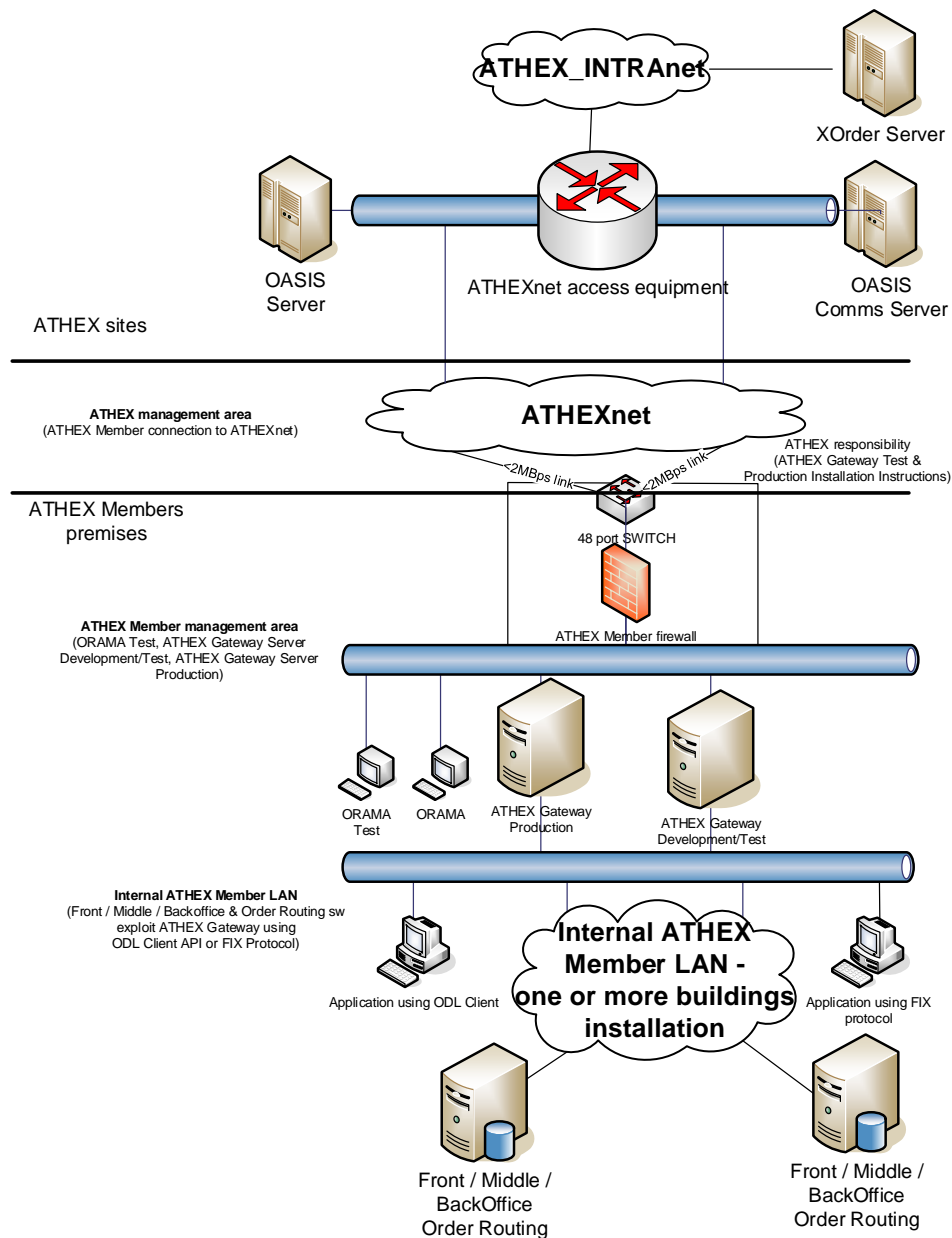 ATHEX_INTRAnet
XOrder Server
OASIS
Server
ATHEXnet access equipment
OASIS
Comms Server
ATHEX sites
ATHEX management area
(ATHEX Member connection to ATHEXnet)
ATHEXnet
ATHEX responsibility
(ATHEX Gateway Test &
Production Installation Instructions)
<2MBps link
<2MBps link
ATHEX Members
premises
48 port SWITCH
ATHEX Member firewall
ATHEX Member management area
(ORAMA Test, ATHEX Gateway Server
Development/Test, ATHEX Gateway Server
Production)
ORAMA
Test
ORAMA
ATHEX Gateway
Production
ATHEX Gateway
Development/Test
Internal ATHEX Member LAN
(Front / Middle / Backoffice & Order Routing sw
exploit ATHEX Gateway using
ODL Client API or FIX Protocol)
Application using ODL Client
Internal ATHEX
Member LAN -
one or more buildings
installation
Application using FIX
protocol
Front / Middle /
BackOffice
Order Routing
Front / Middle /
BackOffice
Order Routing